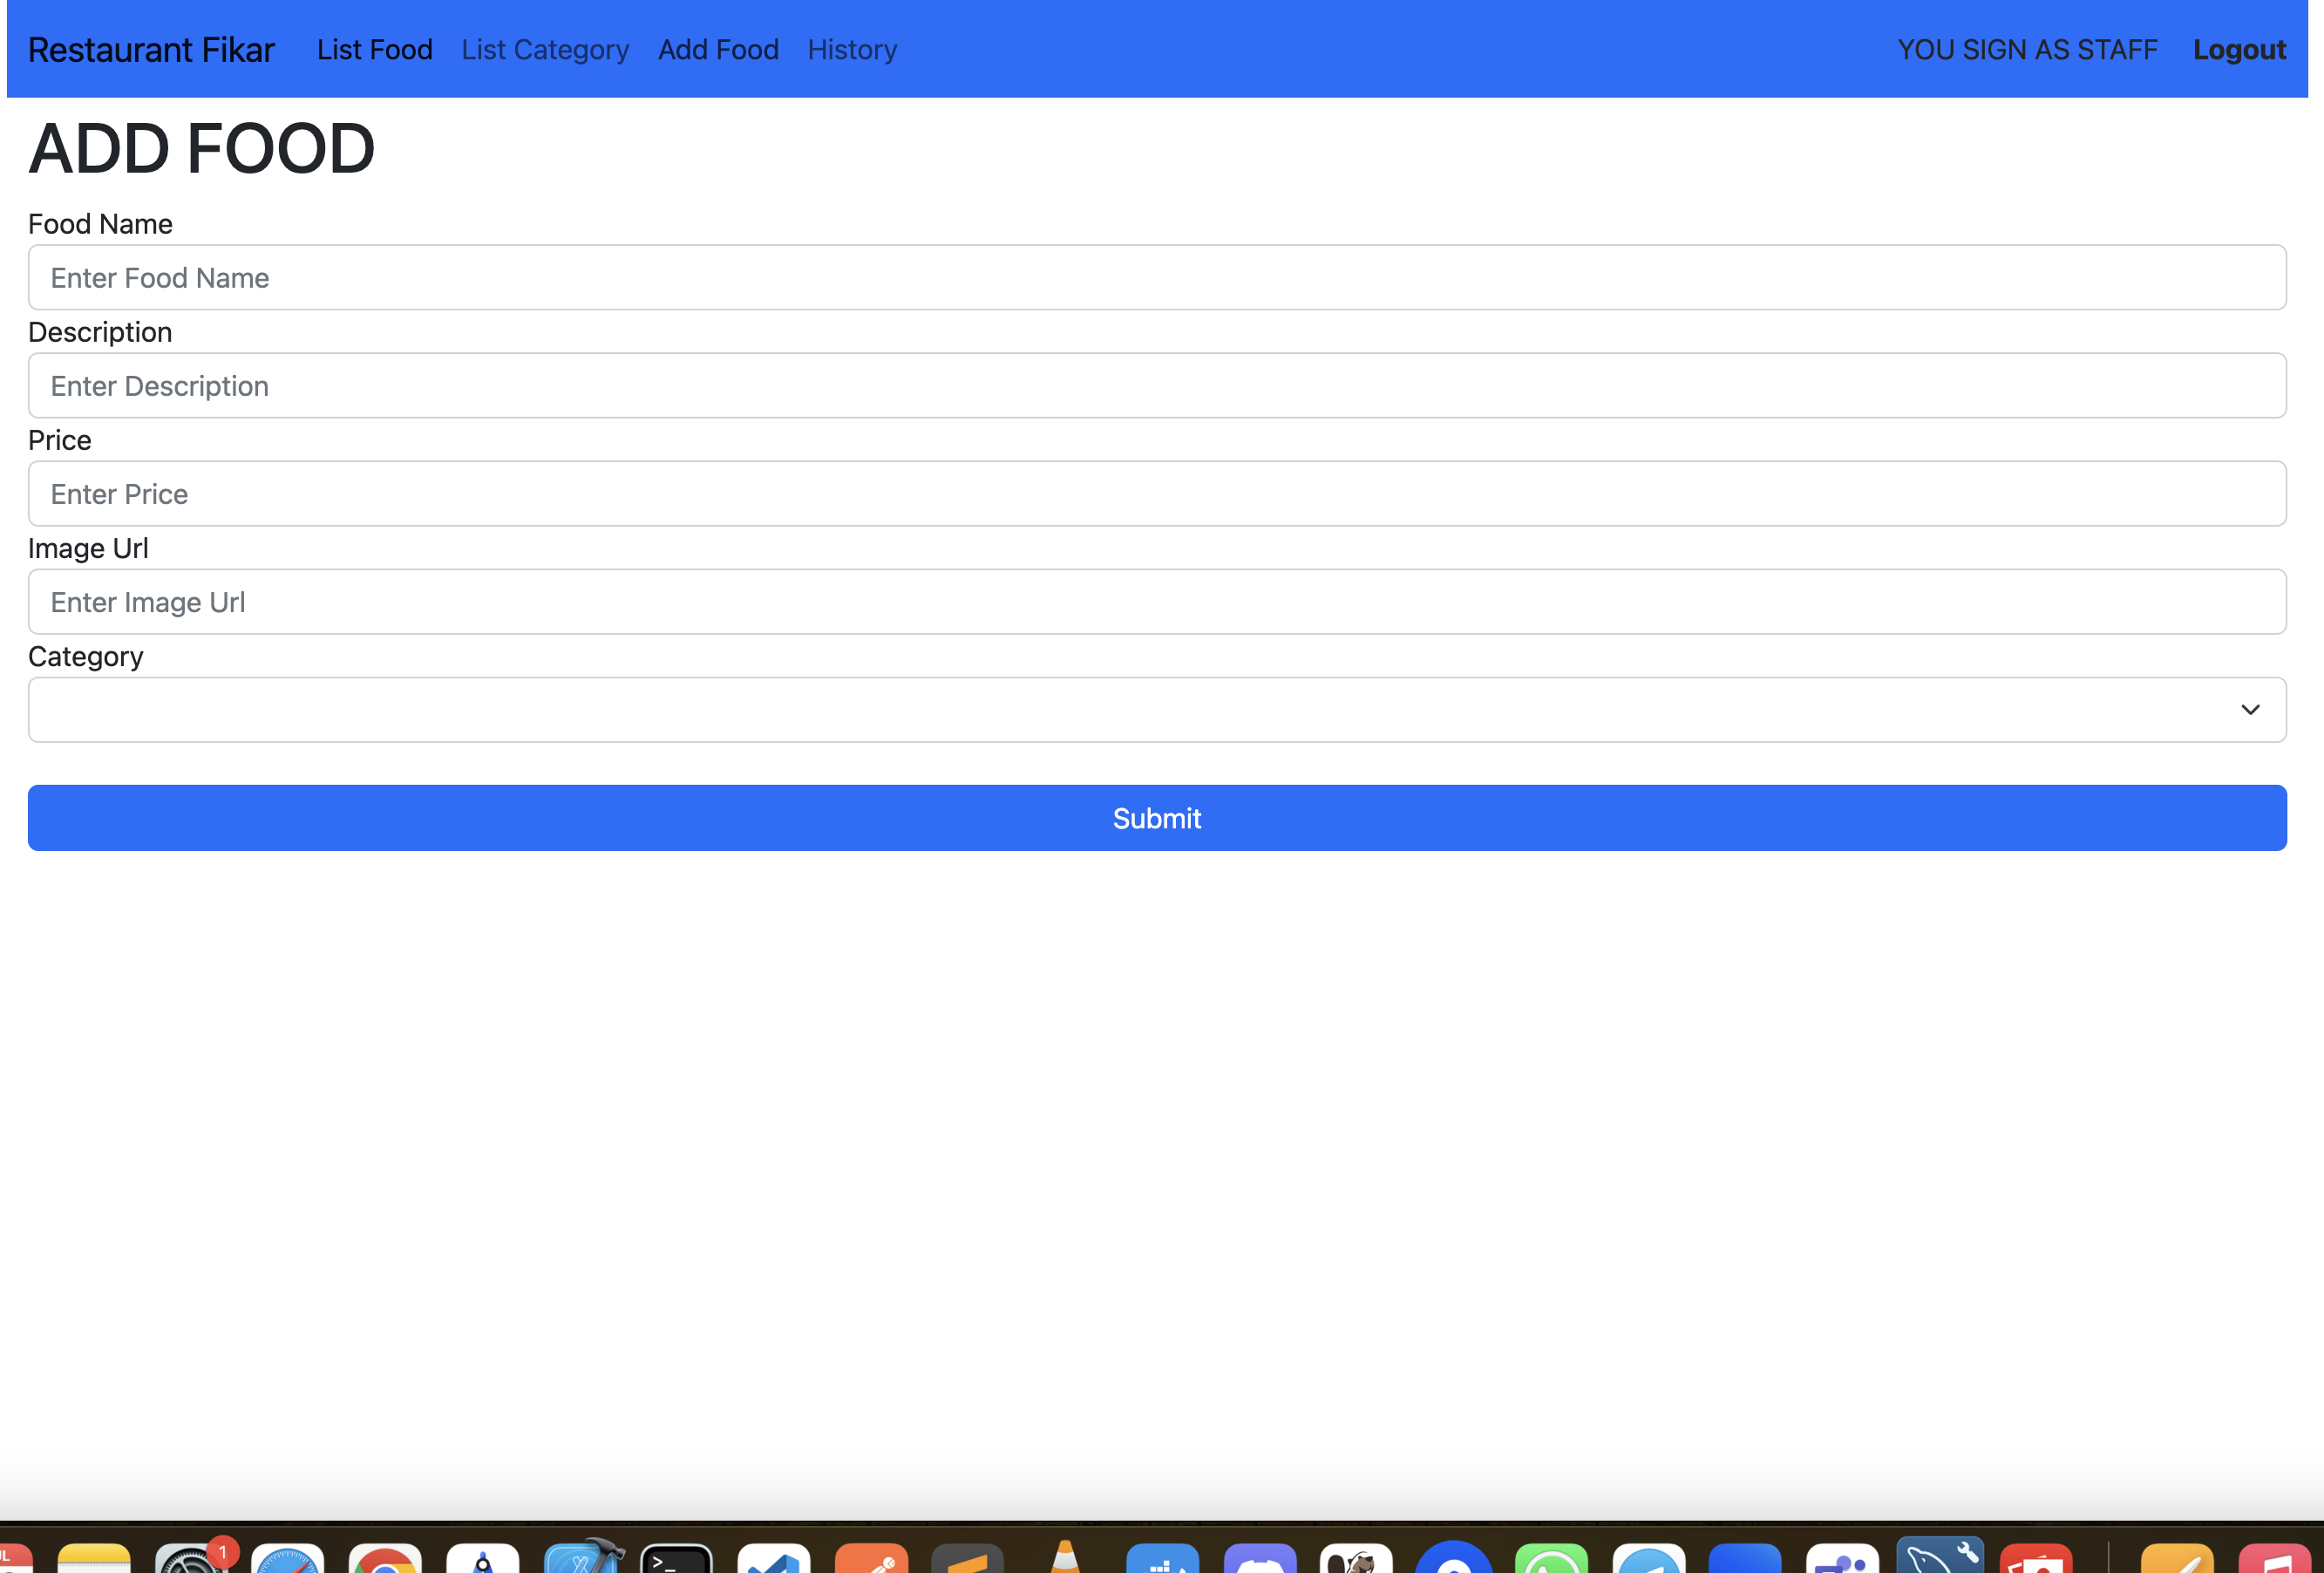 Restaurant Fikar List Food List Category Add Food History YOU SIGN AS STAFF Logout
ADD FOOD
Food Name
Enter Food Name
Description
Enter Description
Price
Enter Price
Image Url
Enter Image Url
Category
Submit
1